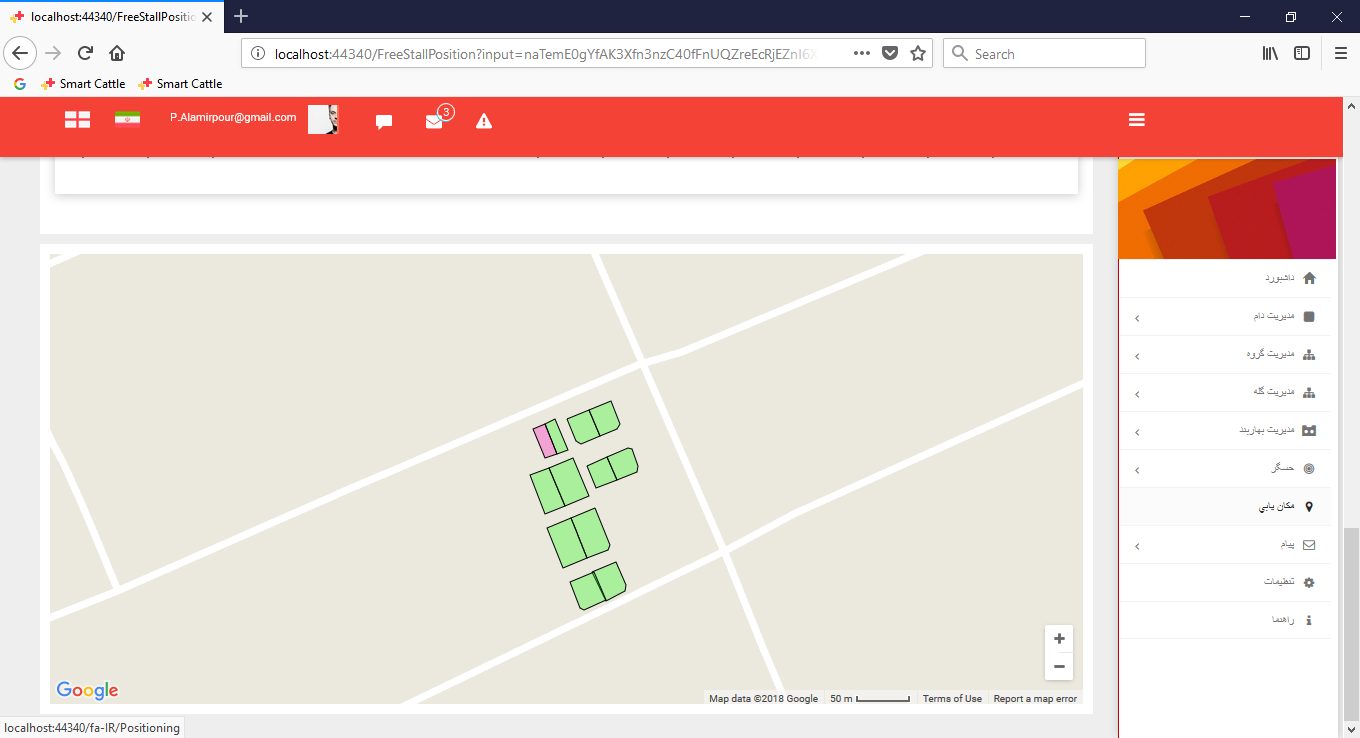 localhost:44340/FreeStallPositio
localhost:44340/FreeStallPosition?input=naTemE0gYfAK3Xfn3nzC40fFnUQZreEcRjEZnI6X
Search
G Smart Cattle Smart Cattle
P.Alamirpour@gmail.com
3
داشبورد
مدیریت دام
مدیریت گروه
مدیریت گله
مدیریت بهاربند
حسگر
مکان يابي
پیام
تنظیمات
راهنما
Google
Map data ©2018 Google 50 m Terms of Use Report a map error
localhost:44340/fa-IR/Positioning